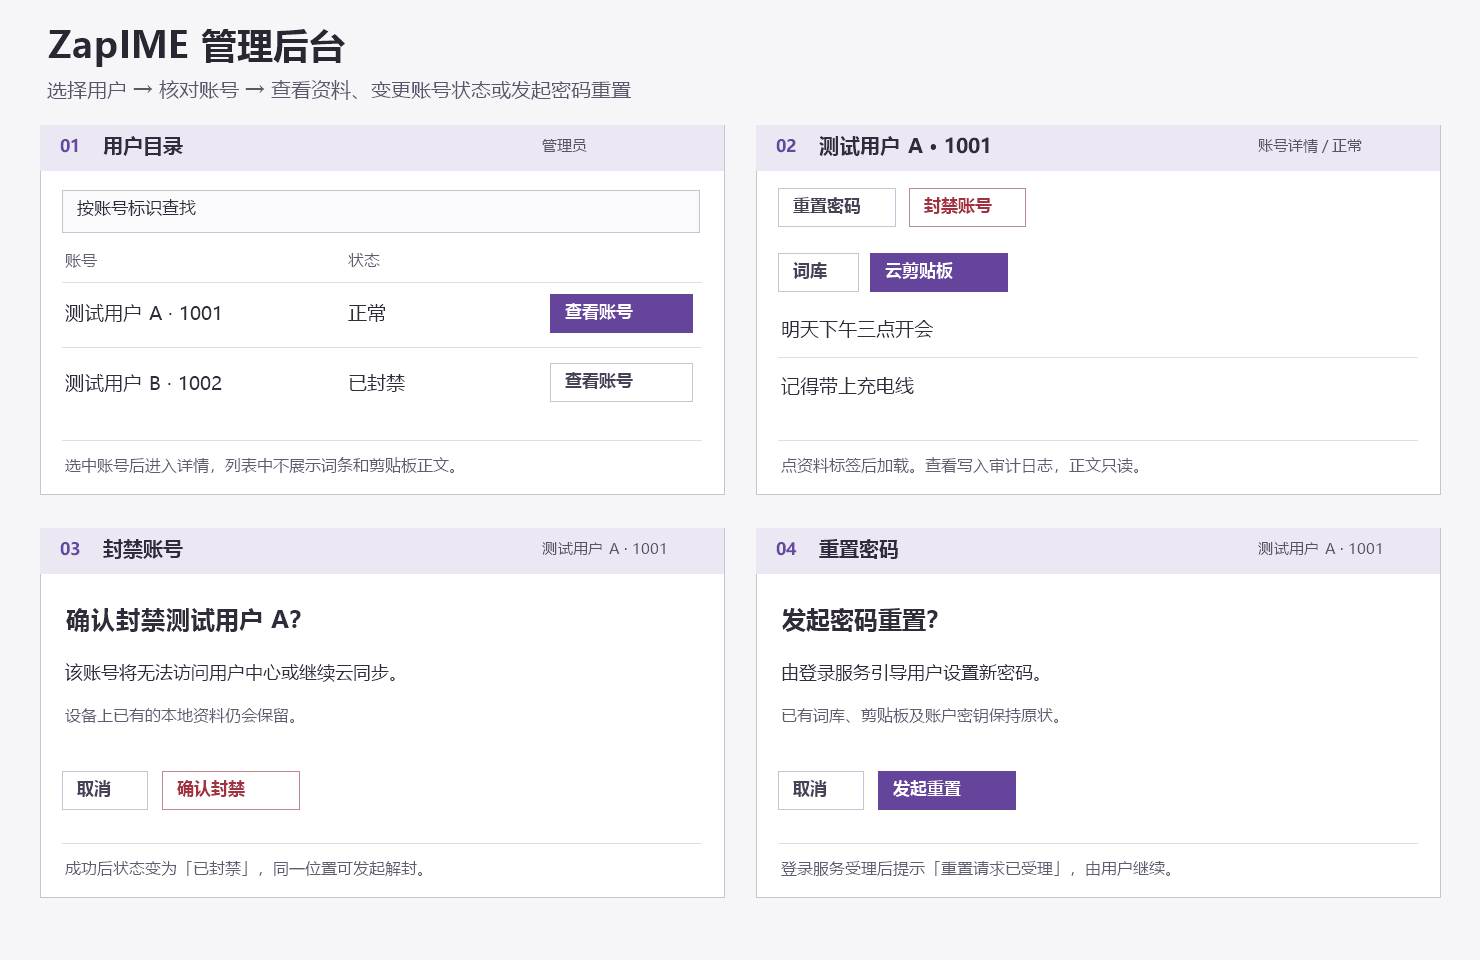 ZapIME 管理后台
选择用户 → 核对账号 → 查看资料、变更账号状态或发起密码重置
01 用户目录 管理员
按账号标识查找
账号 状态
测试用户 A · 1001 正常 查看账号
测试用户 B · 1002 已封禁 查看账号
选中账号后进入详情，列表中不展示词条和剪贴板正文。
02 测试用户 A • 1001 账号详情 / 正常
重置密码 封禁账号
词库 云剪贴板
明天下午三点开会
记得带上充电线
点资料标签后加载。查看写入审计日志，正文只读。
03 封禁账号 测试用户 A · 1001
确认封禁测试用户 A？
该账号将无法访问用户中心或继续云同步。
设备上已有的本地资料仍会保留。
取消 确认封禁
成功后状态变为「已封禁」，同一位置可发起解封。
04 重置密码 测试用户 A · 1001
发起密码重置？
由登录服务引导用户设置新密码。
已有词库、剪贴板及账户密钥保持原状。
取消 发起重置
登录服务受理后提示「重置请求已受理」，由用户继续。